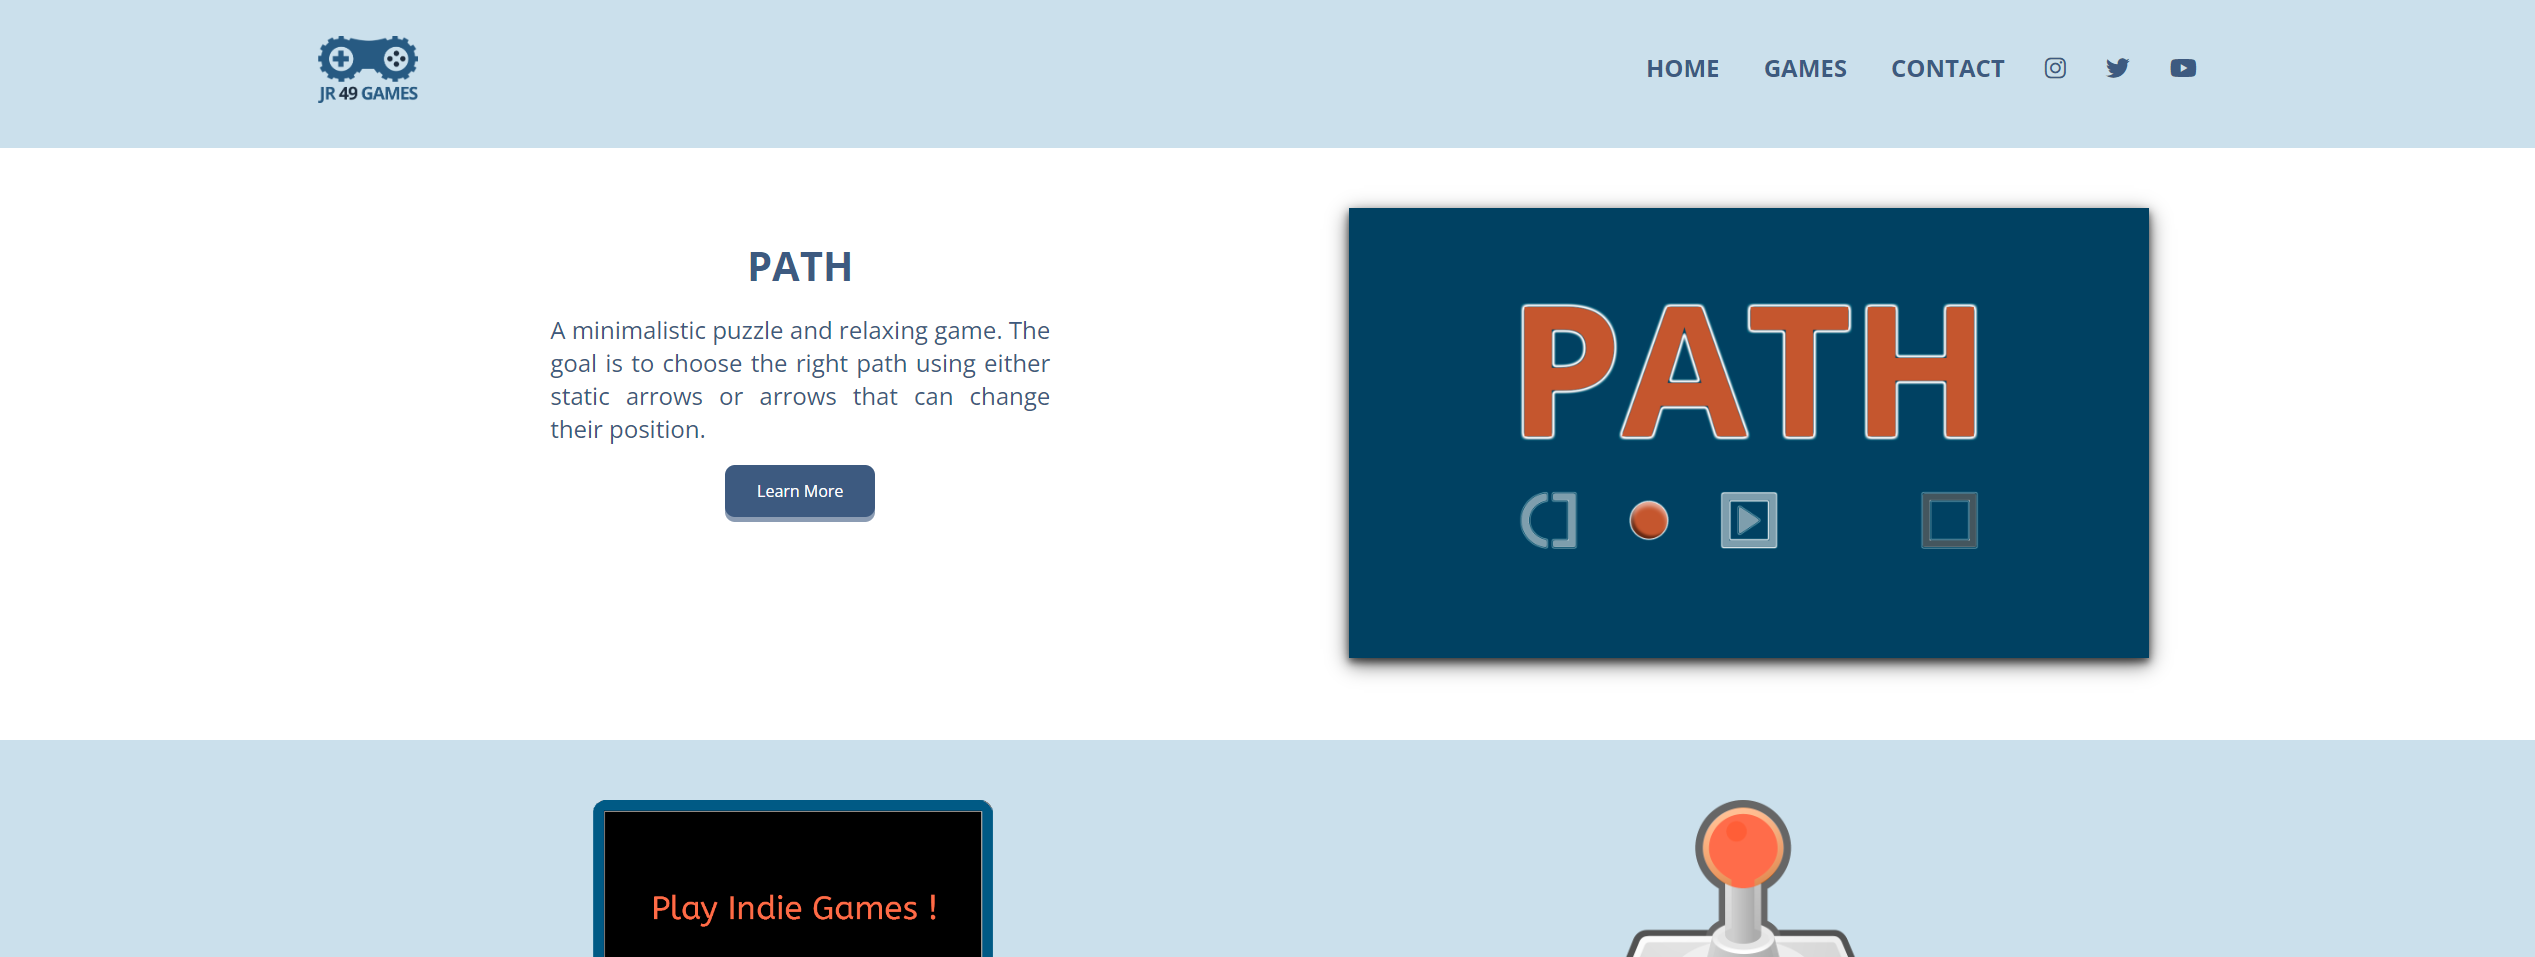 JR 49 GAMES
HOME GAMES CONTACT
PATH
A minimalistic puzzle and relaxing game. The
goal is to choose the right path using either
static arrows or arrows that can change
their position.
Learn More
PATH
Play Indie Games !